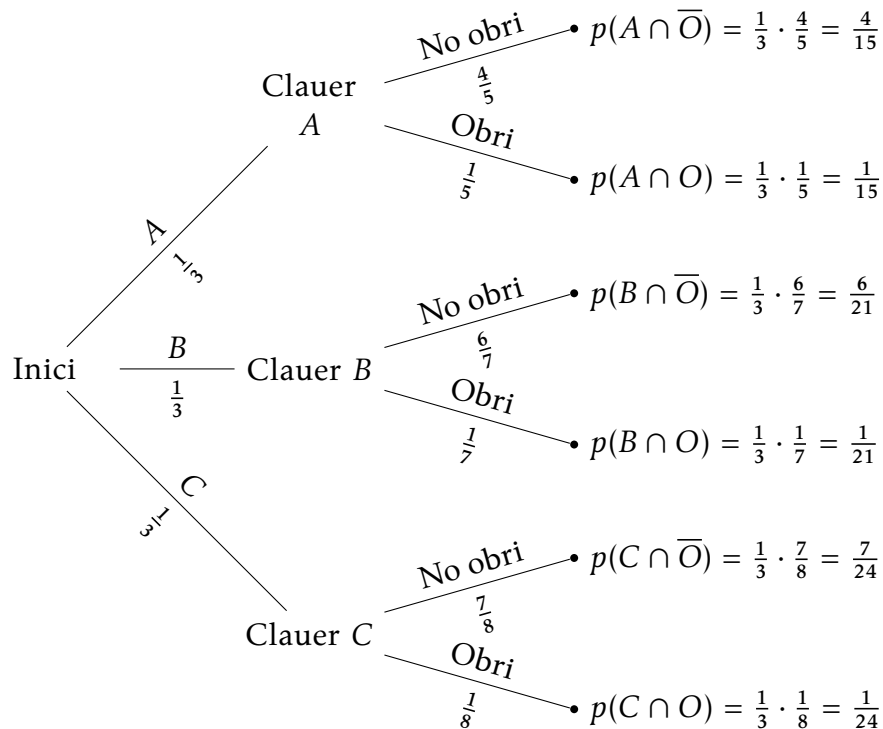 No obri
4/5
p(A ∩ O̅) = 1/3 · 4/5 = 4/15
Clauer
A
Obri
1/5
p(A ∩ O) = 1/3 · 1/5 = 1/15
A
1/3
No obri
6/7
p(B ∩ O̅) = 1/3 · 6/7 = 6/21
Inici
B
1/3
Clauer B
Obri
1/7
p(B ∩ O) = 1/3 · 1/7 = 1/21
C
1/3
No obri
7/8
p(C ∩ O̅) = 1/3 · 7/8 = 7/24
Clauer C
Obri
1/8
p(C ∩ O) = 1/3 · 1/8 = 1/24